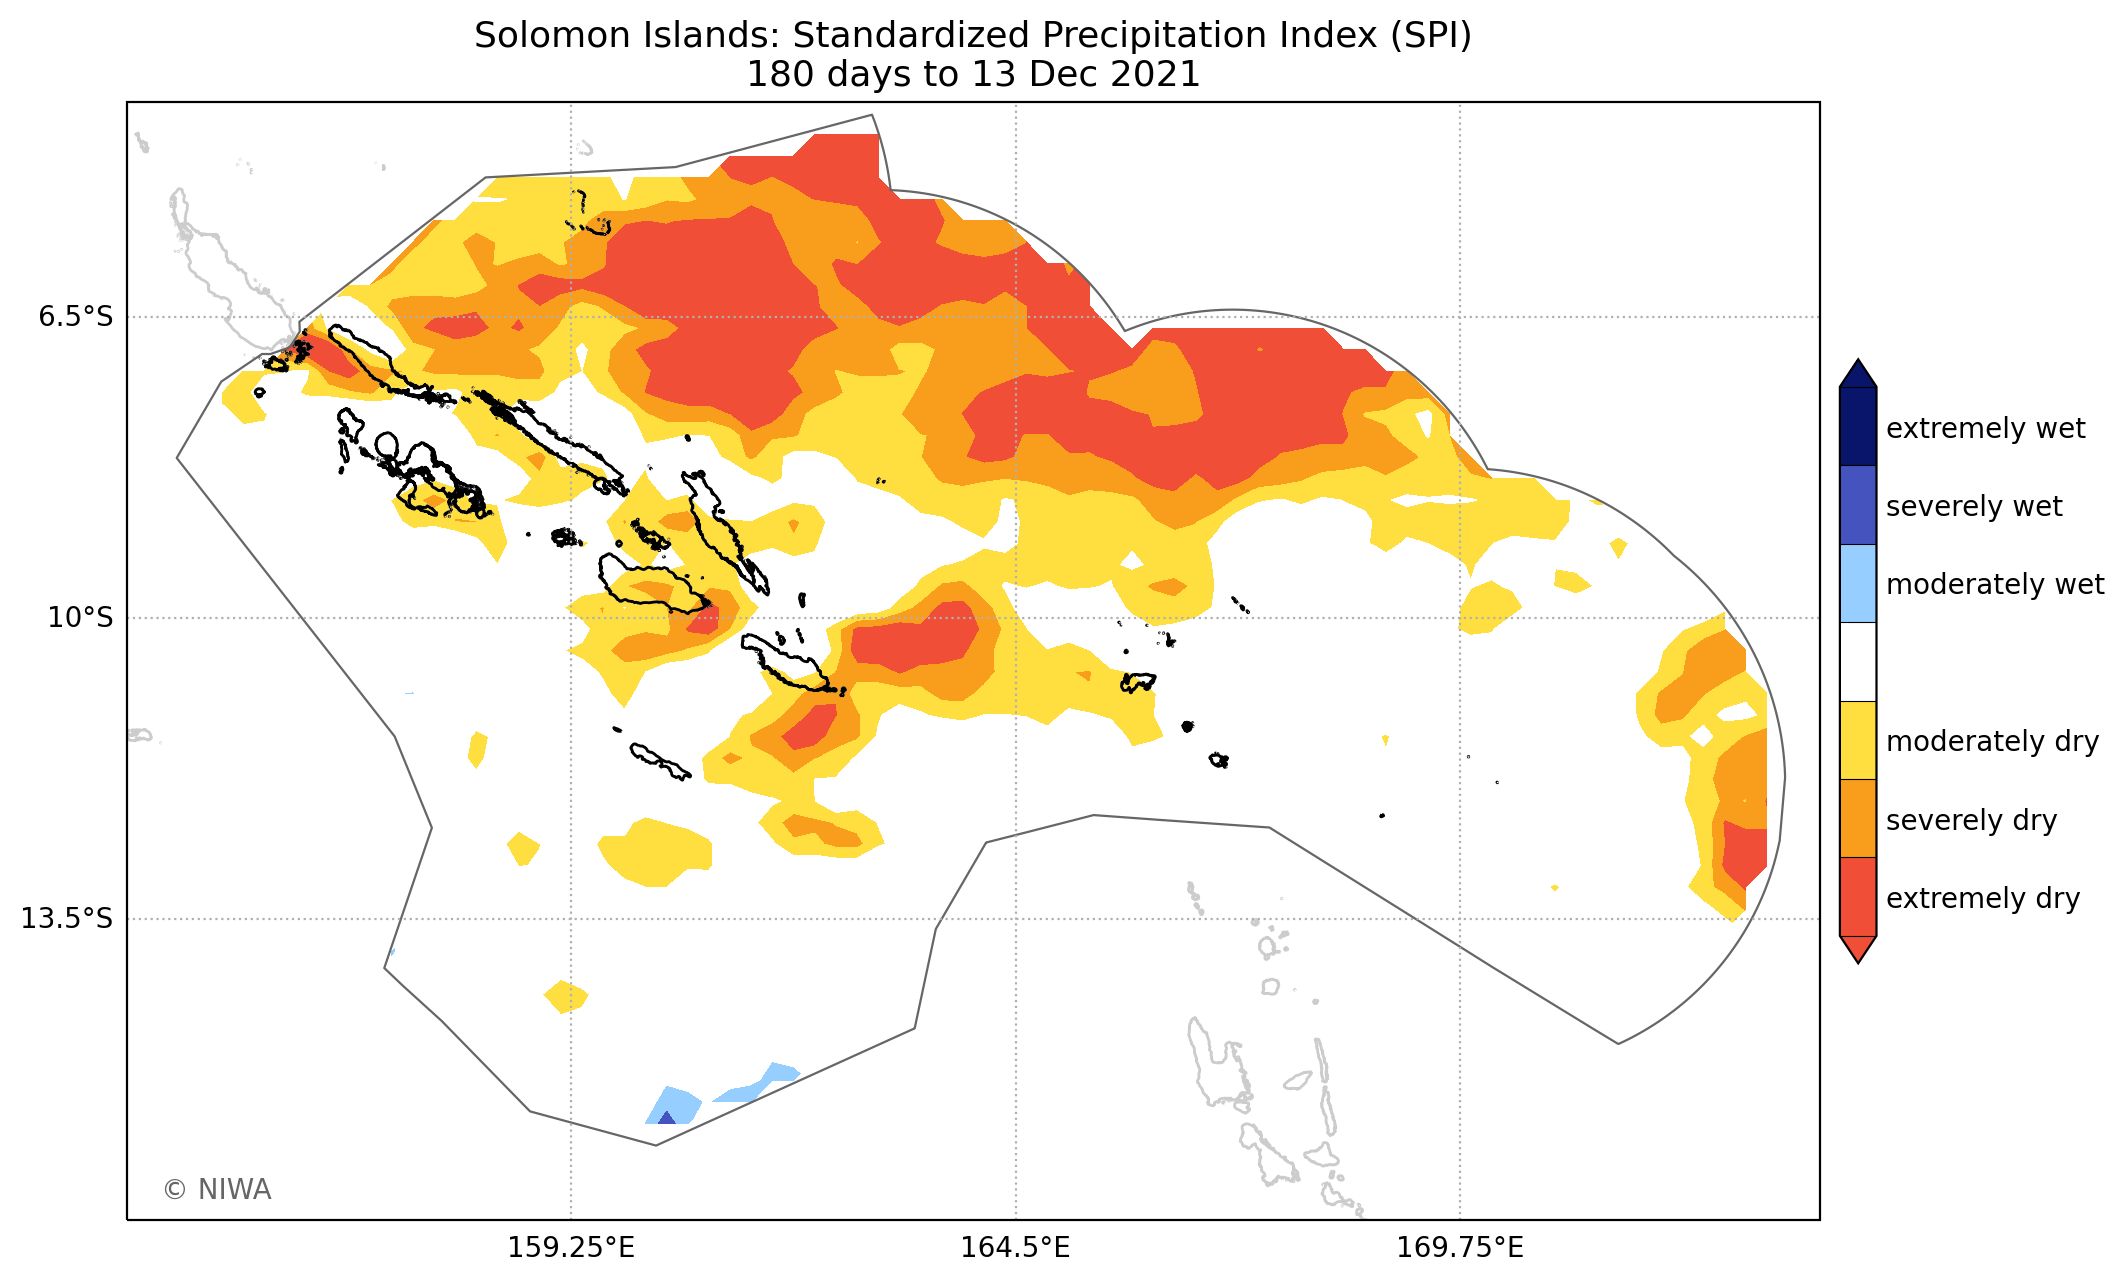 Solomon Islands: Standardized Precipitation Index (SPI)
180 days to 13 Dec 2021
6.5°S
10°S
13.5°S
159.25°E
164.5°E
169.75°E
extremely wet
severely wet
moderately wet
moderately dry
severely dry
extremely dry
© NIWA